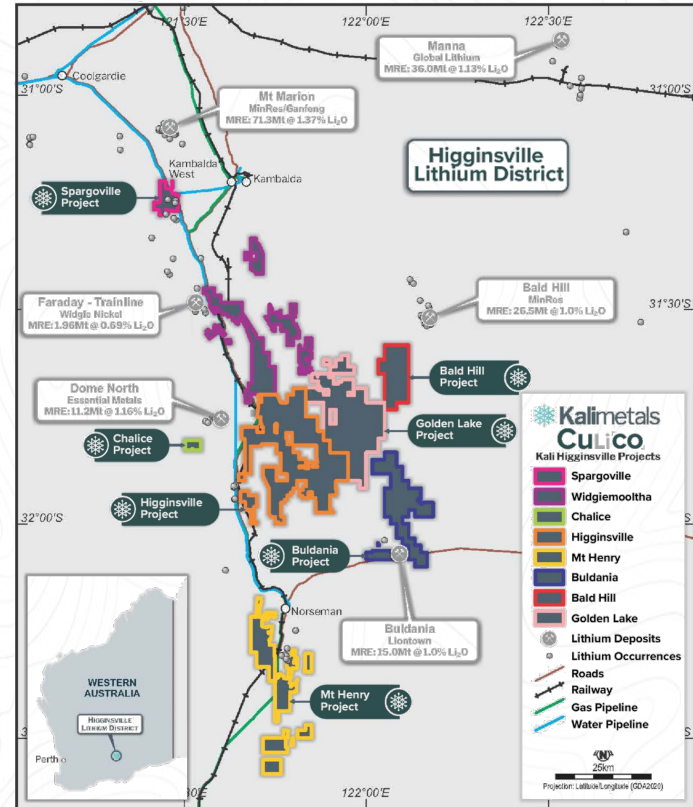 121°30'E
122°00'E
122°30'E
Manna
Global Lithium
MRE: 36.0Mt @ 1.13% Li₂O
Coolgardie
31°00'S
Mt Marion
MinRes/Ganfeng
MRE: 71.3Mt @ 1.37% Li₂O
Higginsville
Lithium District
Kambalda
West
Kambalda
Spargoville
Project
Faraday - Trainline
Widgie Nickel
MRE: 1.96Mt @ 0.69% Li₂O
Bald Hill
MinRes
MRE: 26.5Mt @ 1.0% Li₂O
31°30'S
Bald Hill
Project
Dome North
Essential Metals
MRE: 11.2Mt @ 1.16% Li₂O
Golden Lake
Project
Chalice
Project
Higginsville
Project
32°00'S
Buldania
Project
Norseman
Buldania
Liontown
MRE: 15.0Mt @ 1.0% Li₂O
Mt Henry
Project
122°00'E
WESTERN
AUSTRALIA
HIGGINSVILLE
LITHIUM DISTRICT
Perth
Kalimetals
CuLiCo
Kali Higginsville Projects
Spargoville
Widgiemooltha
Chalice
Higginsville
Mt Henry
Buldania
Bald Hill
Golden Lake
Lithium Deposits
Lithium Occurrences
Roads
Railway
Gas Pipeline
Water Pipeline
N
25km
Projection: Latitude/Longitude (GDA2020)